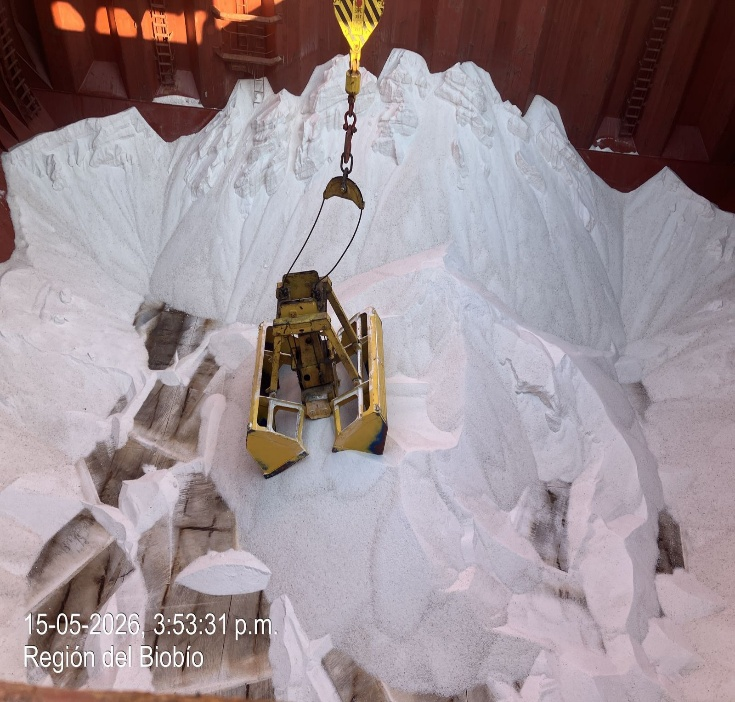 15-05-2026, 3:53:31 p.m.
Región del Biobío